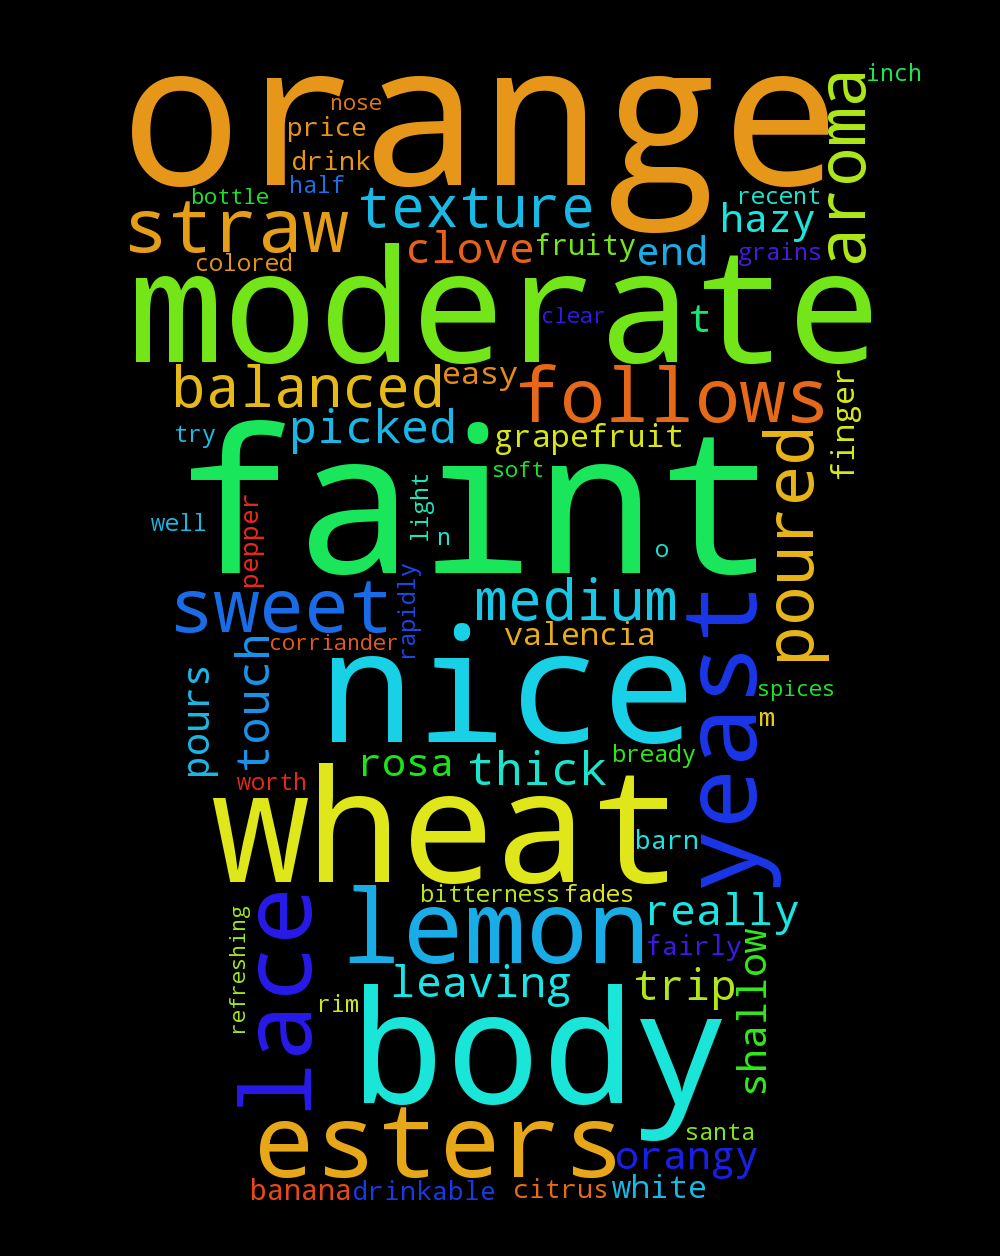 orange
inch
nose
price
drink
half
aroma
bottle
straw
texture
recent
hazy
colored
clove
fruity
end
grains
moderate
clear
t
balanced
easy
follows
finger
try
picked
grapefruit
poured
faint
soft
light
well
pepper
n
o
sweet
rapidly
medium
corriander
valencia
yeast
nice
touch
pours
spices
m
rosa
thick
bready
worth
wheat
barn
bitterness
fades
lemon
really
lace
refreshing
fairly
leaving
trip
shallow
rim
body
esters
santa
orangy
banana
drinkable
citrus
white